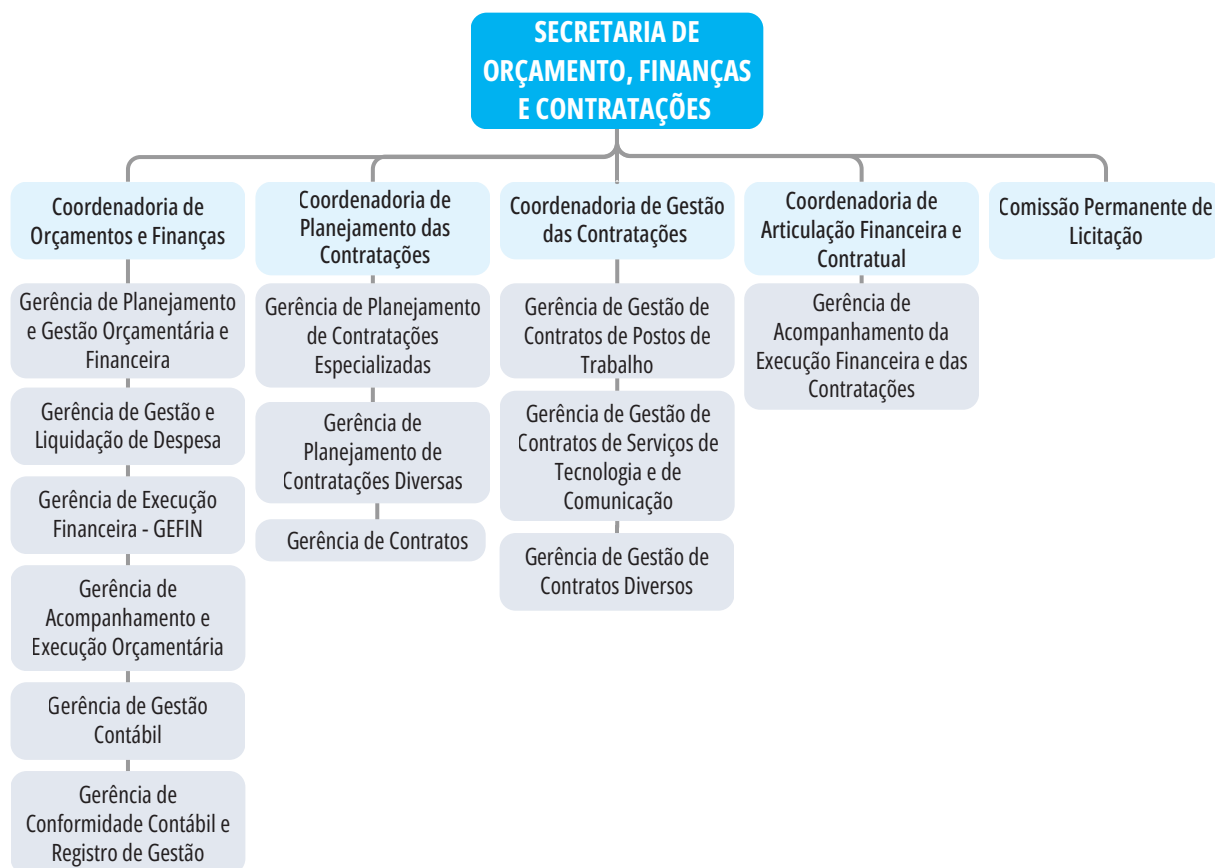 SECRETARIA DE
ORÇAMENTO, FINANÇAS
E CONTRATAÇÕES
Coordenadoria de
Orçamentos e Finanças
Gerência de Planejamento
e Gestão Orçamentária e
Financeira
Gerência de Gestão e
Liquidação de Despesa
Gerência de Execução
Financeira - GEFIN
Gerência de
Acompanhamento e
Execução Orçamentária
Gerência de Gestão
Contábil
Gerência de
Conformidade Contábil e
Registro de Gestão
Coordenadoria de
Planejamento das
Contratações
Gerência de Planejamento
de Contratações
Especializadas
Gerência de
Planejamento de
Contratações Diversas
Gerência de Contratos
Coordenadoria de Gestão
das Contratações
Gerência de Gestão de
Contratos de Postos de
Trabalho
Gerência de Gestão de
Contratos de Serviços de
Tecnologia e de
Comunicação
Gerência de Gestão de
Contratos Diversos
Coordenadoria de
Articulação Financeira e
Contratual
Gerência de
Acompanhamento da
Execução Financeira e das
Contratações
Comissão Permanente de
Licitação